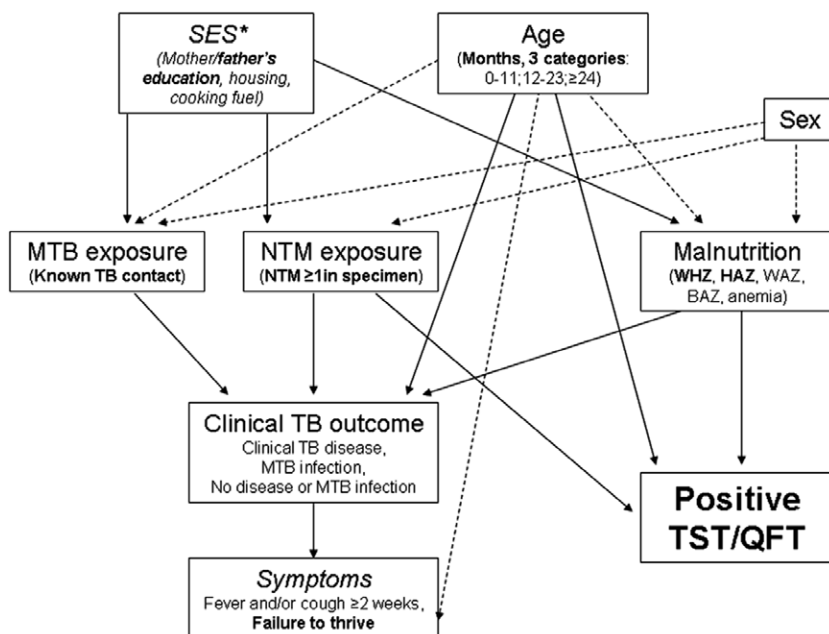 SES*
(Mother/father's
education, housing,
cooking fuel)
Age
(Months, 3 categories:
0-11;12-23;≥24)
Sex
MTB exposure
(Known TB contact)
NTM exposure
(NTM ≥1in specimen)
Malnutrition
(WHZ, HAZ, WAZ,
BAZ, anemia)
Clinical TB outcome
Clinical TB disease,
MTB infection,
No disease or MTB infection
Positive
TST/QFT
Symptoms
Fever and/or cough ≥2 weeks,
Failure to thrive